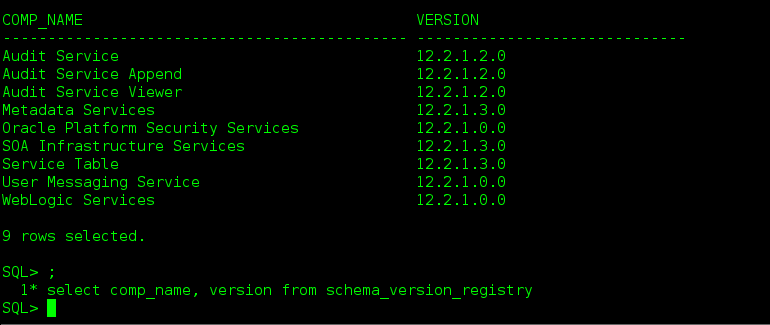 COMP_NAME VERSION
--------------------------------------------- ------------------------------
Audit Service 12.2.1.2.0
Audit Service Append 12.2.1.2.0
Audit Service Viewer 12.2.1.2.0
Metadata Services 12.2.1.3.0
Oracle Platform Security Services 12.2.1.0.0
SOA Infrastructure Services 12.2.1.3.0
Service Table 12.2.1.3.0
User Messaging Service 12.2.1.0.0
WebLogic Services 12.2.1.0.0
9 rows selected.
SQL> ;
1* select comp_name, version from schema_version_registry
SQL>